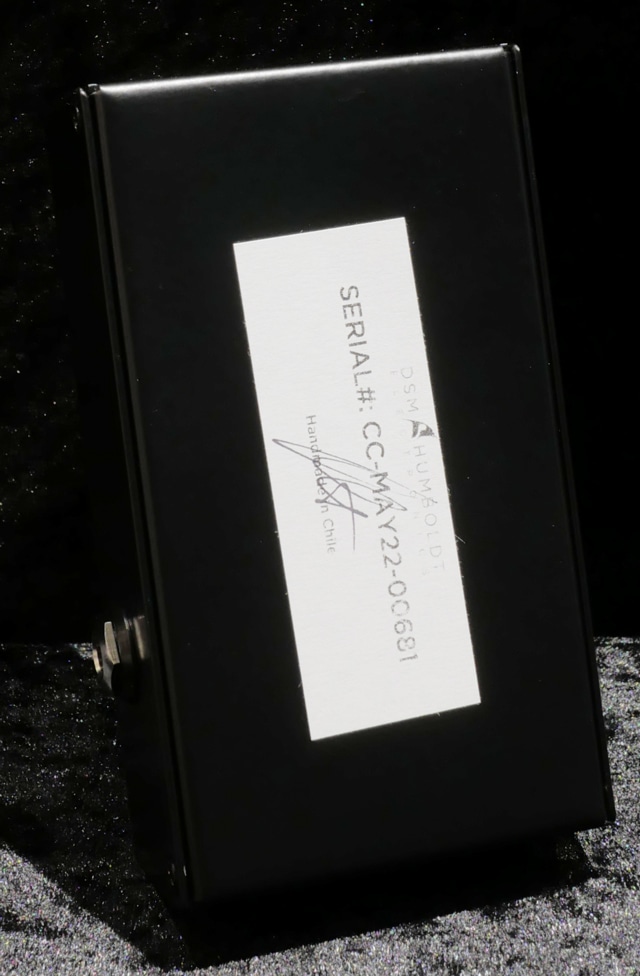 DSM HUMBOLDT
SERIAL#: CC-MAY22-00681
Handmade in Chile